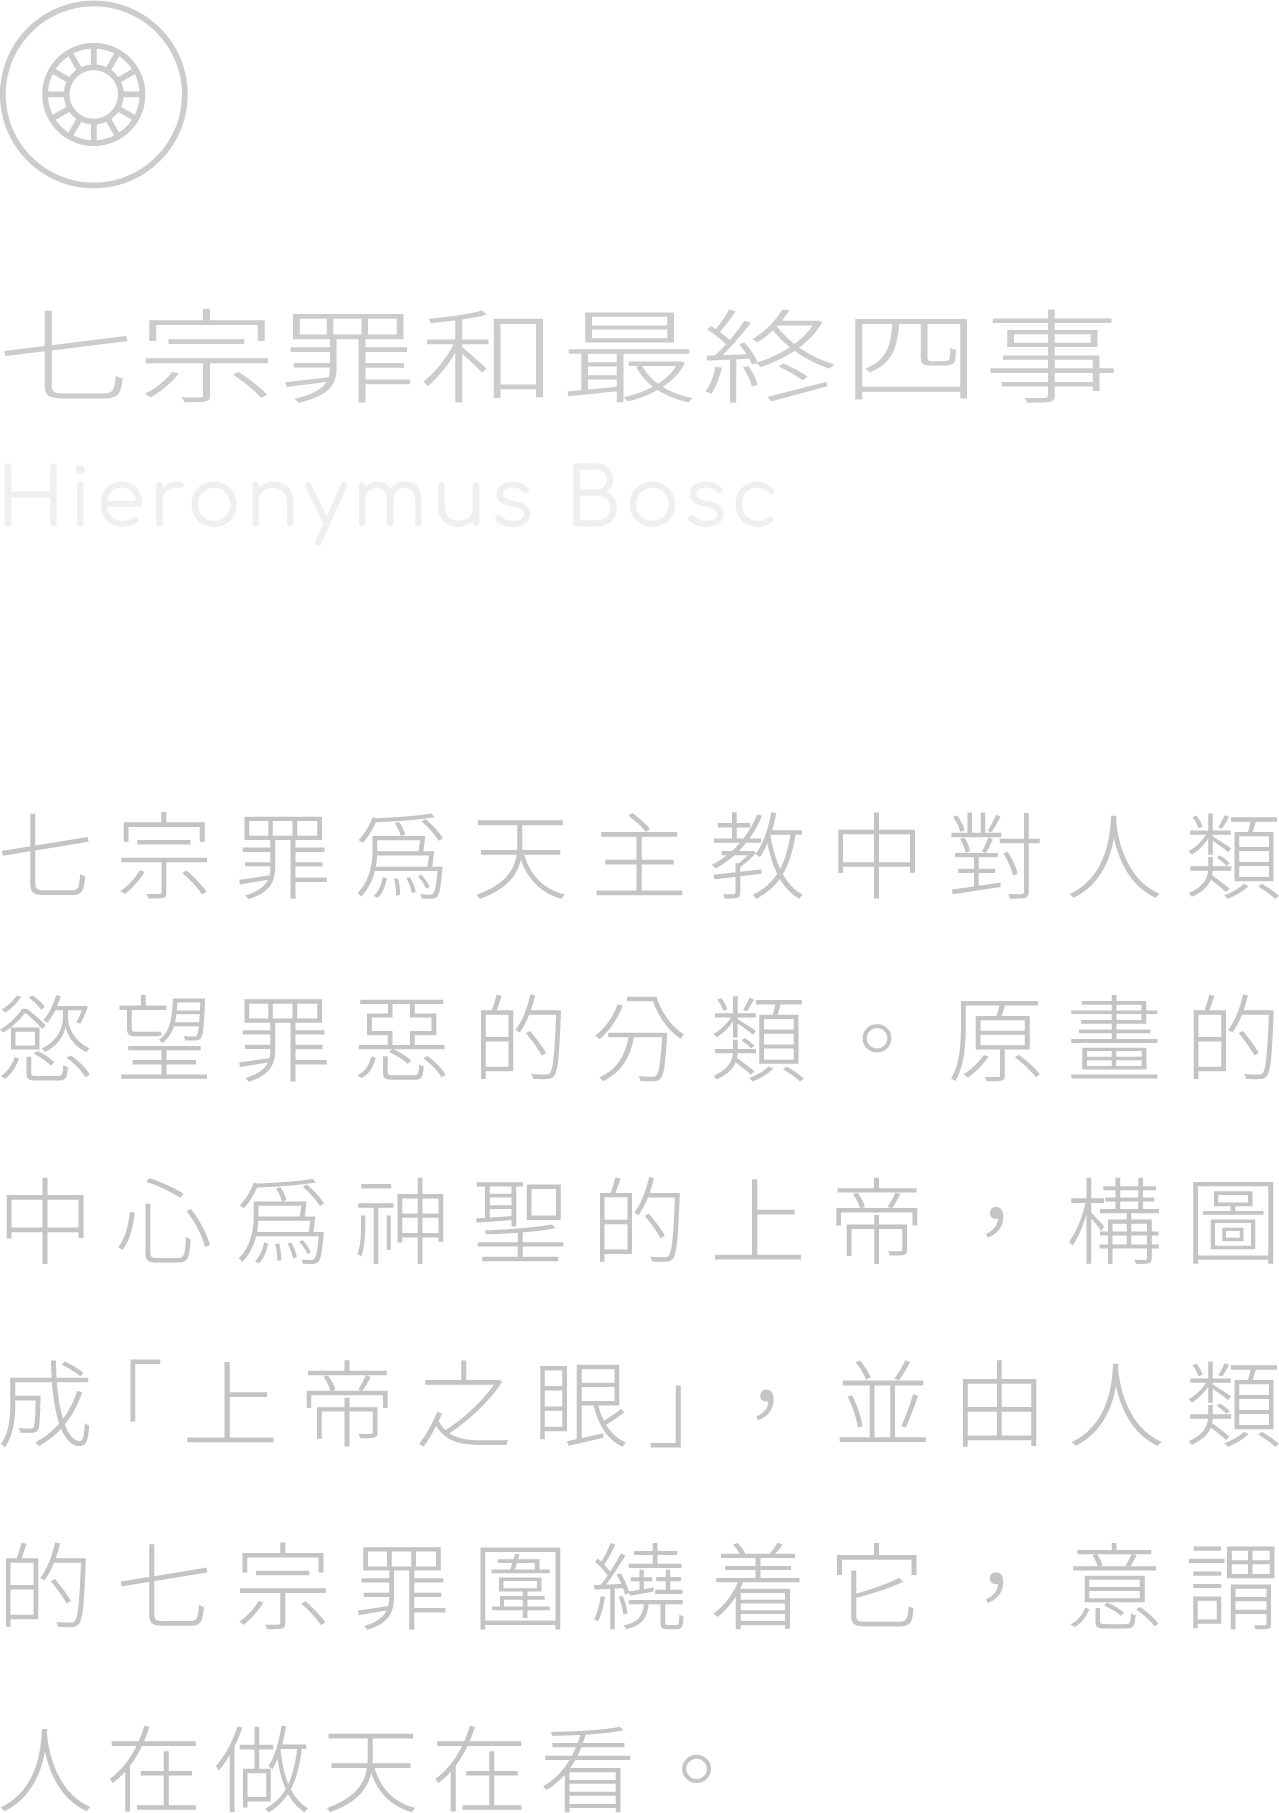 七宗罪和最終四事
Hieronymus Bosc
七宗罪爲天主教中對人類
慾望罪惡的分類。原畫的
中心爲神聖的上帝，構圖
成「上帝之眼」，並由人類
的七宗罪圍繞着它，意謂
人在做天在看。